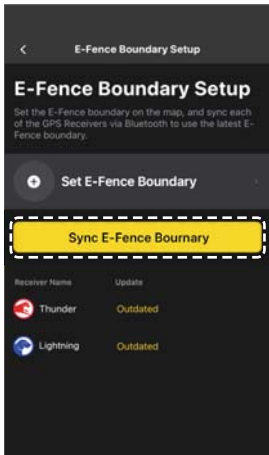 E-Fence Boundary Setup
E-Fence Boundary Setup
Set the E-Fence boundary on the map, and sync each
of the GPS Receivers via Bluetooth to use the latest E-
Fence boundary.
Set E-Fence Boundary
Sync E-Fence Bournary
Receiver Name Update
Thunder Outdated
Lightning Outdated